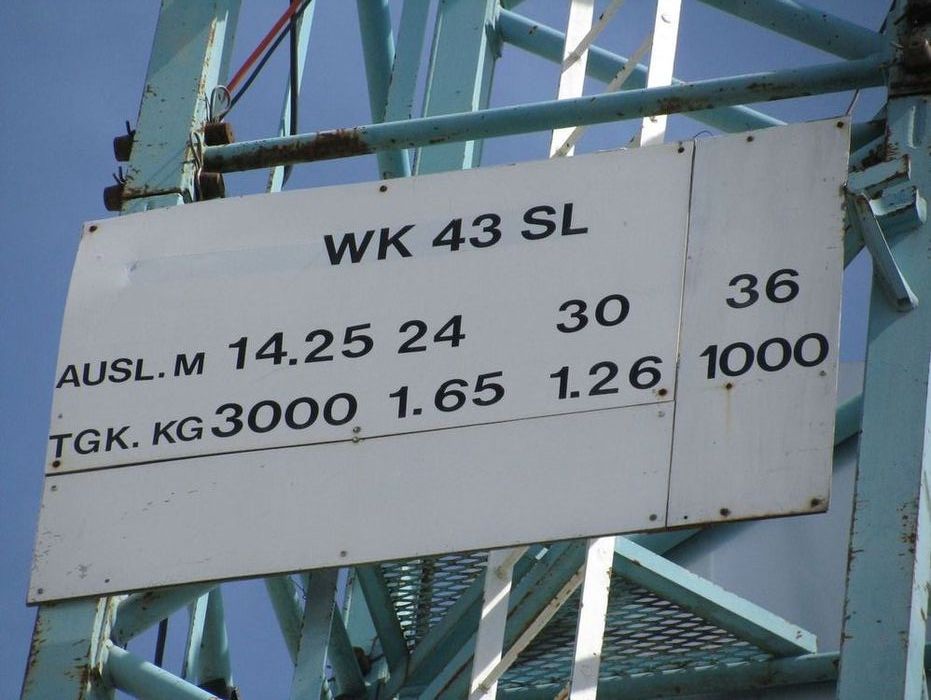 WK 43 SL
AUSL. M 14.25 24 30 36
TGK. KG 3000 1.65 1.26 1000